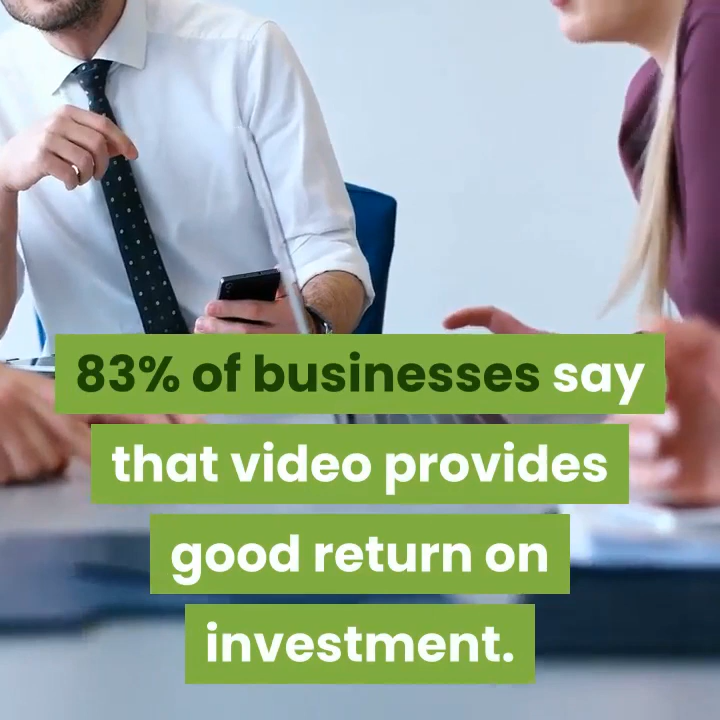 83% of businesses say
that video provides
good return on
investment.